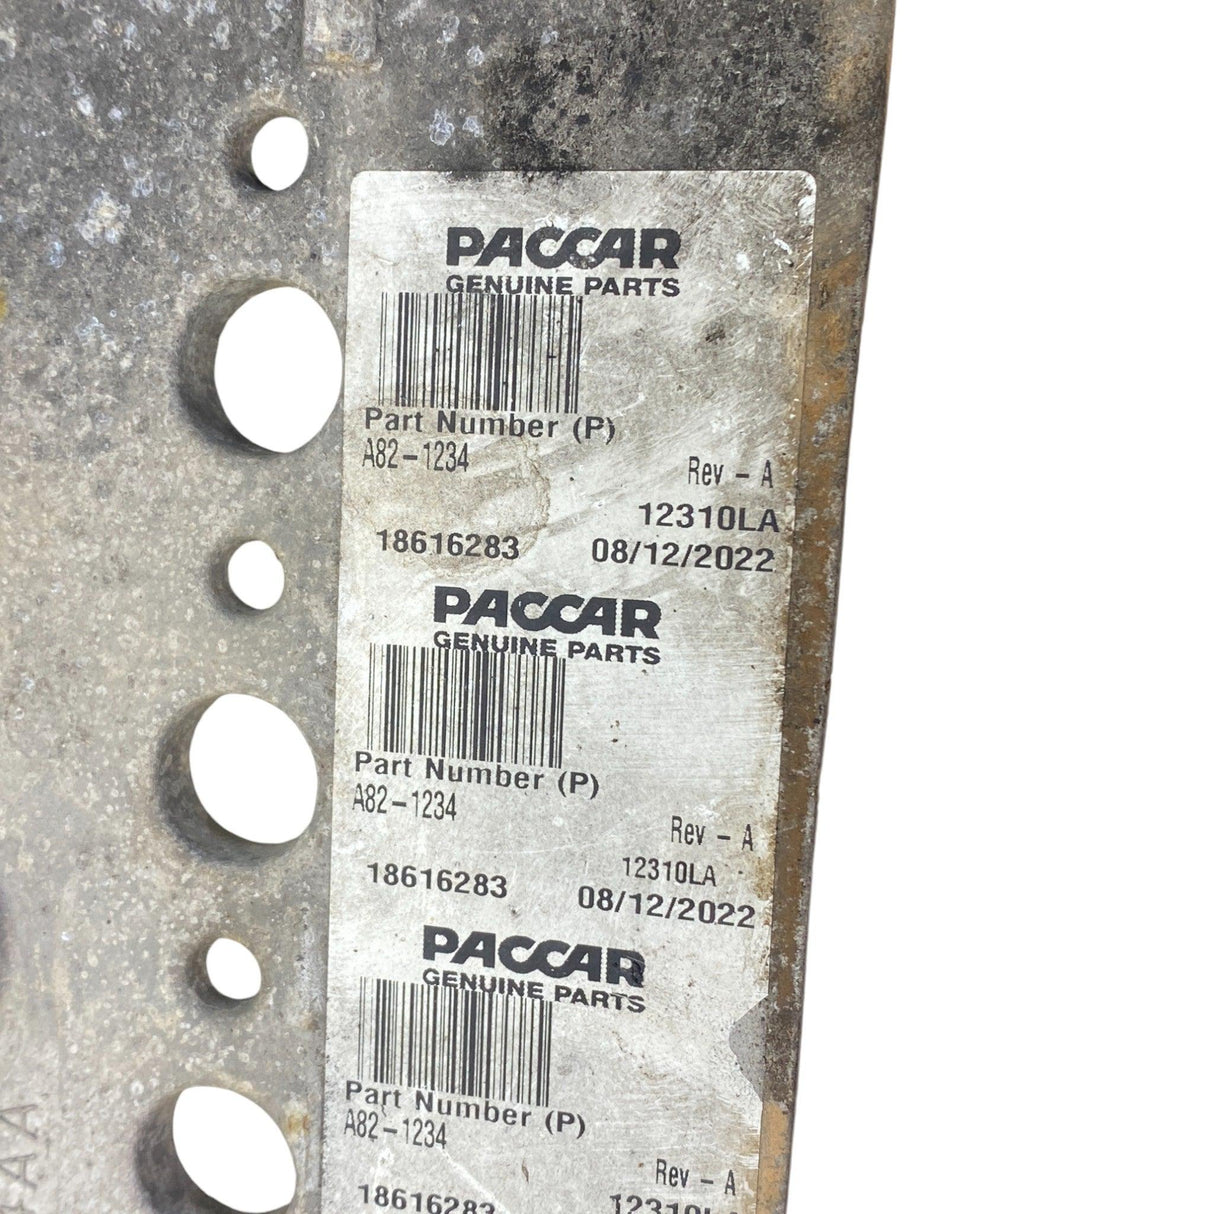 PACCAR
GENUINE PARTS
Part Number (P)
A82-1234
Rev - A
12310LA
18616283 08/12/2022
PACCAR
GENUINE PARTS
Part Number (P)
A82-1234
Rev - A
12310LA
18616283 08/12/2022
PACCAR
GENUINE PARTS
Part Number (P)
A82-1234
Rev - A
18616283